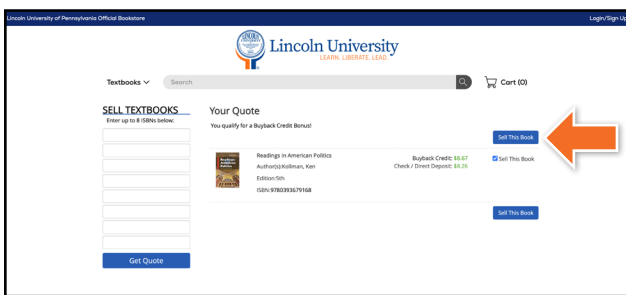 Lincoln University of Pennsylvania Official Bookstore
Login/Sign Up
Lincoln University
LEARN. LIBERATE. LEAD.
Textbooks
Search
Cart (0)
SELL TEXTBOOKS
Enter up to 8 ISBNs below:
Get Quote
Your Quote
You qualify for a Buyback Credit Bonus!
Sell This Book
Readings in American Politics
Author(s):Kollman, Ken
Edition:5th
ISBN:9780393679168
Buyback Credit: $8.67
Check / Direct Deposit: $8.26
Sell This Book
Sell This Book